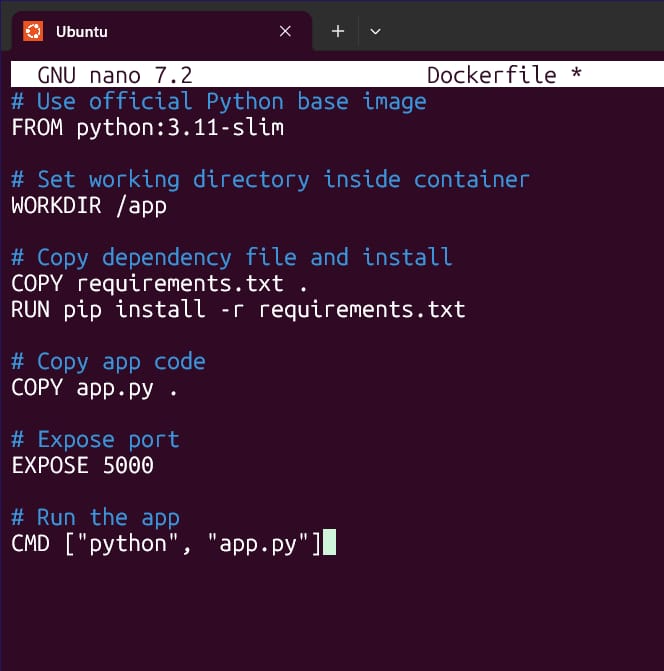 Ubuntu
GNU nano 7.2 Dockerfile *
# Use official Python base image
FROM python:3.11-slim
# Set working directory inside container
WORKDIR /app
# Copy dependency file and install
COPY requirements.txt .
RUN pip install -r requirements.txt
# Copy app code
COPY app.py .
# Expose port
EXPOSE 5000
# Run the app
CMD ["python", "app.py"]